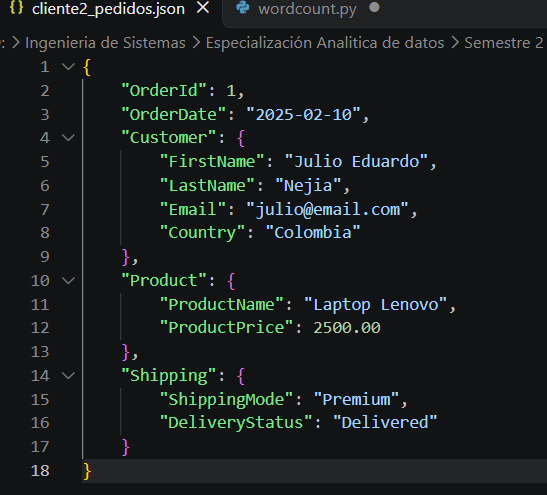 cliente2_pedidos.json wordcount.py
: > Ingenieria de Sistemas > Especialización Analitica de datos > Semestre 2
1 {
2 "OrderId": 1,
3 "OrderDate": "2025-02-10",
4 "Customer": {
5 "FirstName": "Julio Eduardo",
6 "LastName": "Nejia",
7 "Email": "julio@email.com",
8 "Country": "Colombia"
9 },
10 "Product": {
11 "ProductName": "Laptop Lenovo",
12 "ProductPrice": 2500.00
13 },
14 "Shipping": {
15 "ShippingMode": "Premium",
16 "DeliveryStatus": "Delivered"
17 }
18 }